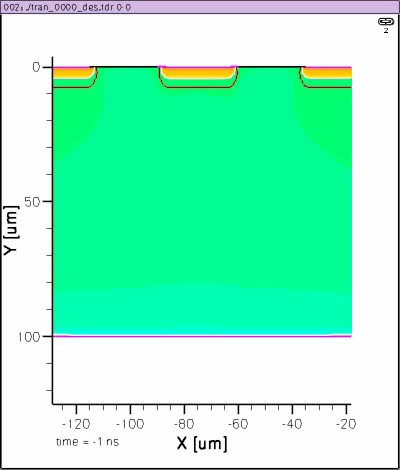 002: ./tran_0000_des.tdr 0-0
2
0
50
100
Y [um]
-120 -100 -80 -60 -40 -20
time = -1 ns
X [um]